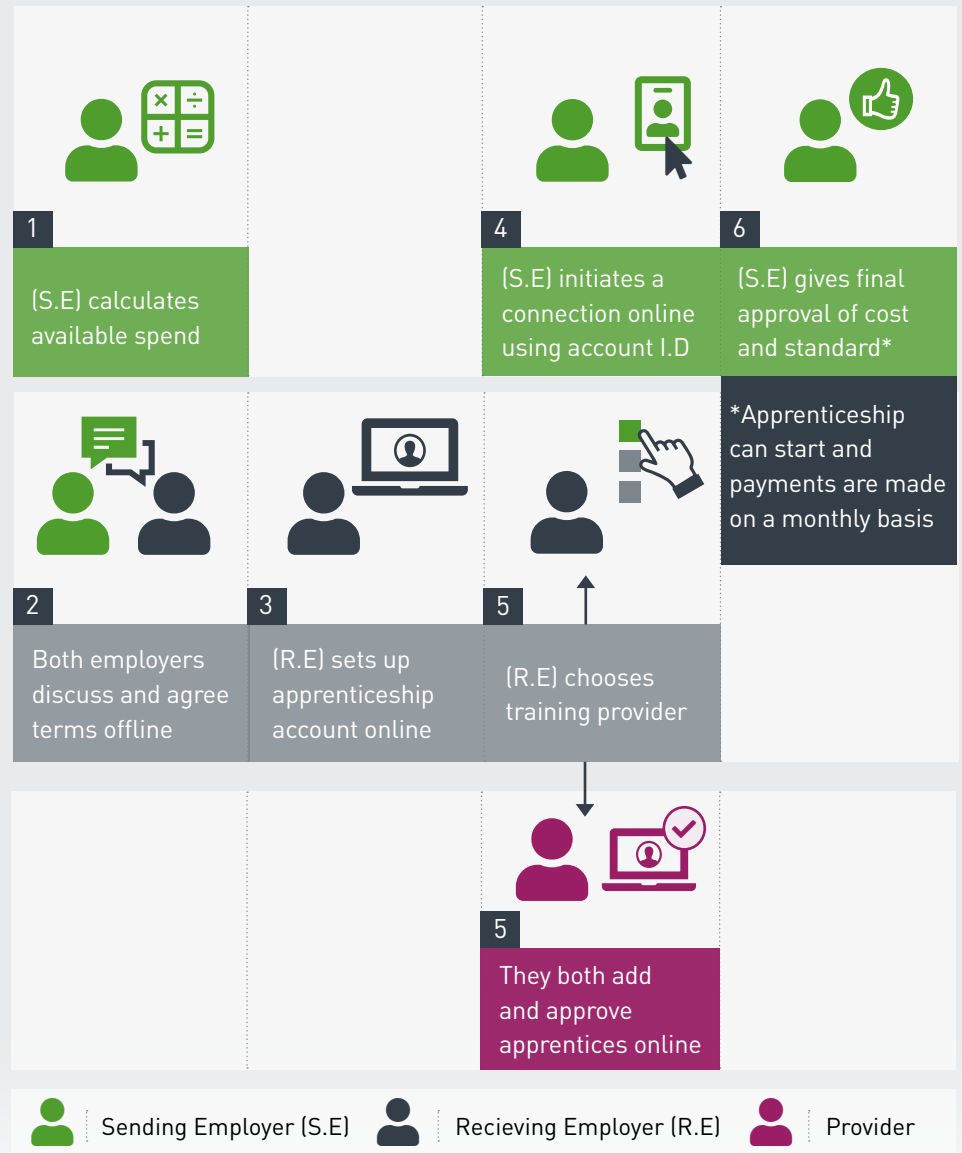 1
(S.E) calculates
available spend
4
(S.E) initiates a
connection online
using account I.D
6
(S.E) gives final
approval of cost
and standard*
*Apprenticeship
can start and
payments are made
on a monthly basis
2
Both employers
discuss and agree
terms offline
3
(R.E) sets up
apprenticeship
account online
5
(R.E) chooses
training provider
5
They both add
and approve
apprentices online
Sending Employer (S.E)
Recieving Employer (R.E)
Provider